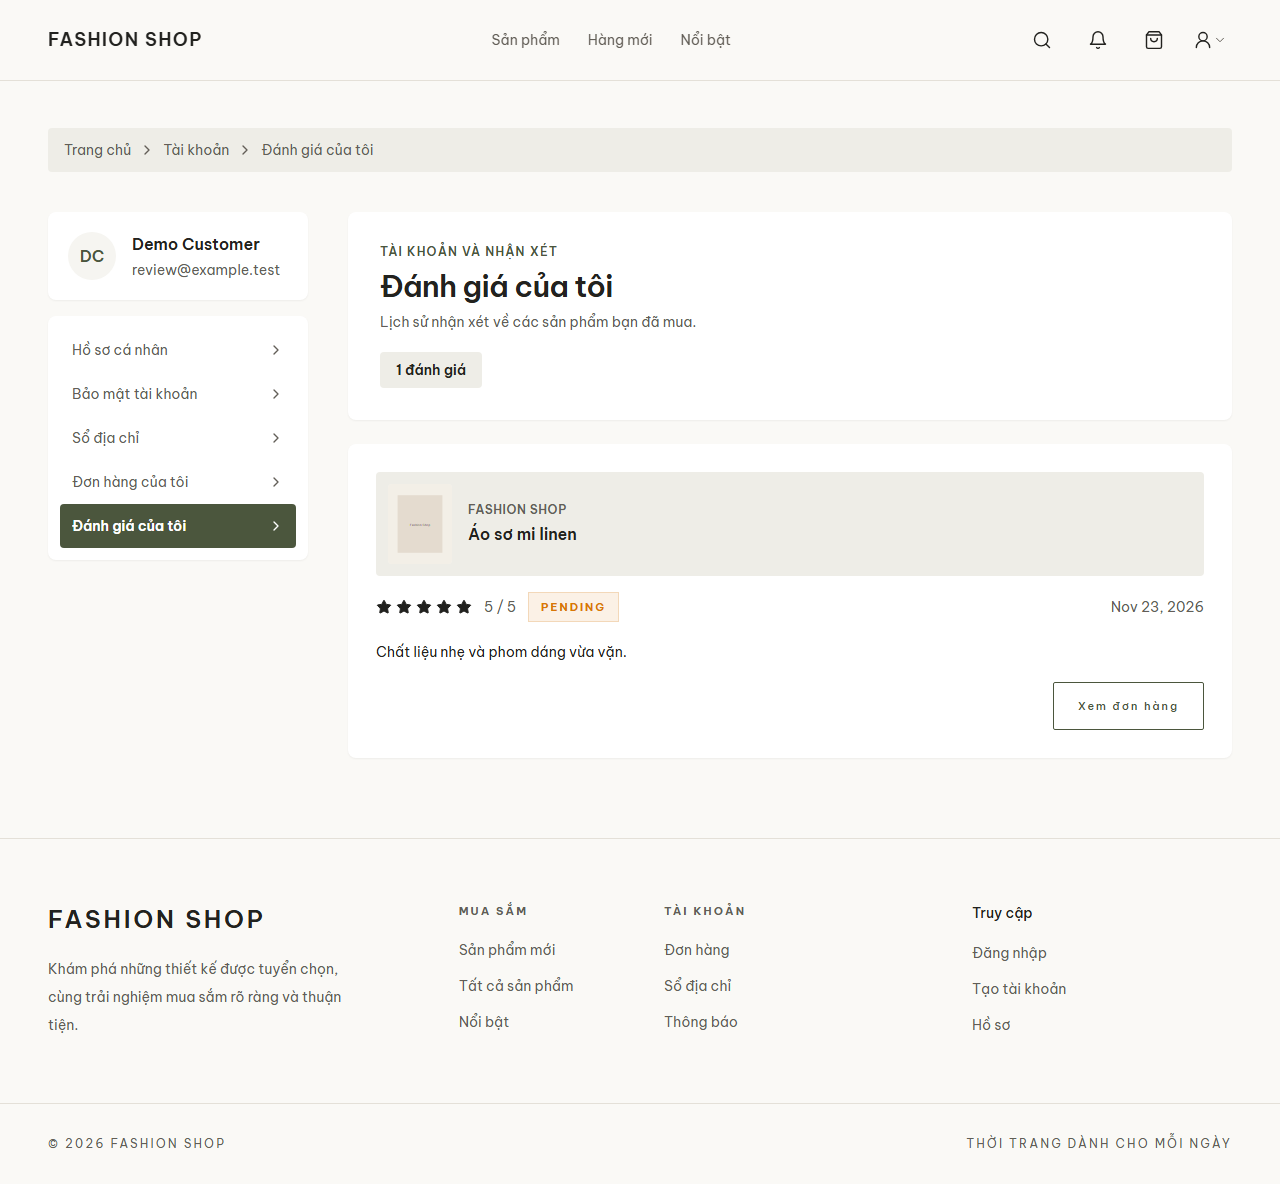 FASHION SHOP
Sản phẩm
Hàng mới
Nổi bật
Trang chủ
Tài khoản
Đánh giá của tôi
DC
Demo Customer
review@example.test
Hồ sơ cá nhân
Bảo mật tài khoản
Sổ địa chỉ
Đơn hàng của tôi
Đánh giá của tôi
TÀI KHOẢN VÀ NHẬN XÉT
Đánh giá của tôi
Lịch sử nhận xét về các sản phẩm bạn đã mua.
1 đánh giá
FASHION SHOP
Áo sơ mi linen
5 / 5
PENDING
Nov 23, 2026
Chất liệu nhẹ và phom dáng vừa vặn.
Xem đơn hàng
FASHION SHOP
Khám phá những thiết kế được tuyển chọn,
cùng trải nghiệm mua sắm rõ ràng và thuận
tiện.
MUA SẮM
Sản phẩm mới
Tất cả sản phẩm
Nổi bật
TÀI KHOẢN
Đơn hàng
Sổ địa chỉ
Thông báo
Truy cập
Đăng nhập
Tạo tài khoản
Hồ sơ
© 2026 FASHION SHOP
THỜI TRANG DÀNH CHO MỖI NGÀY